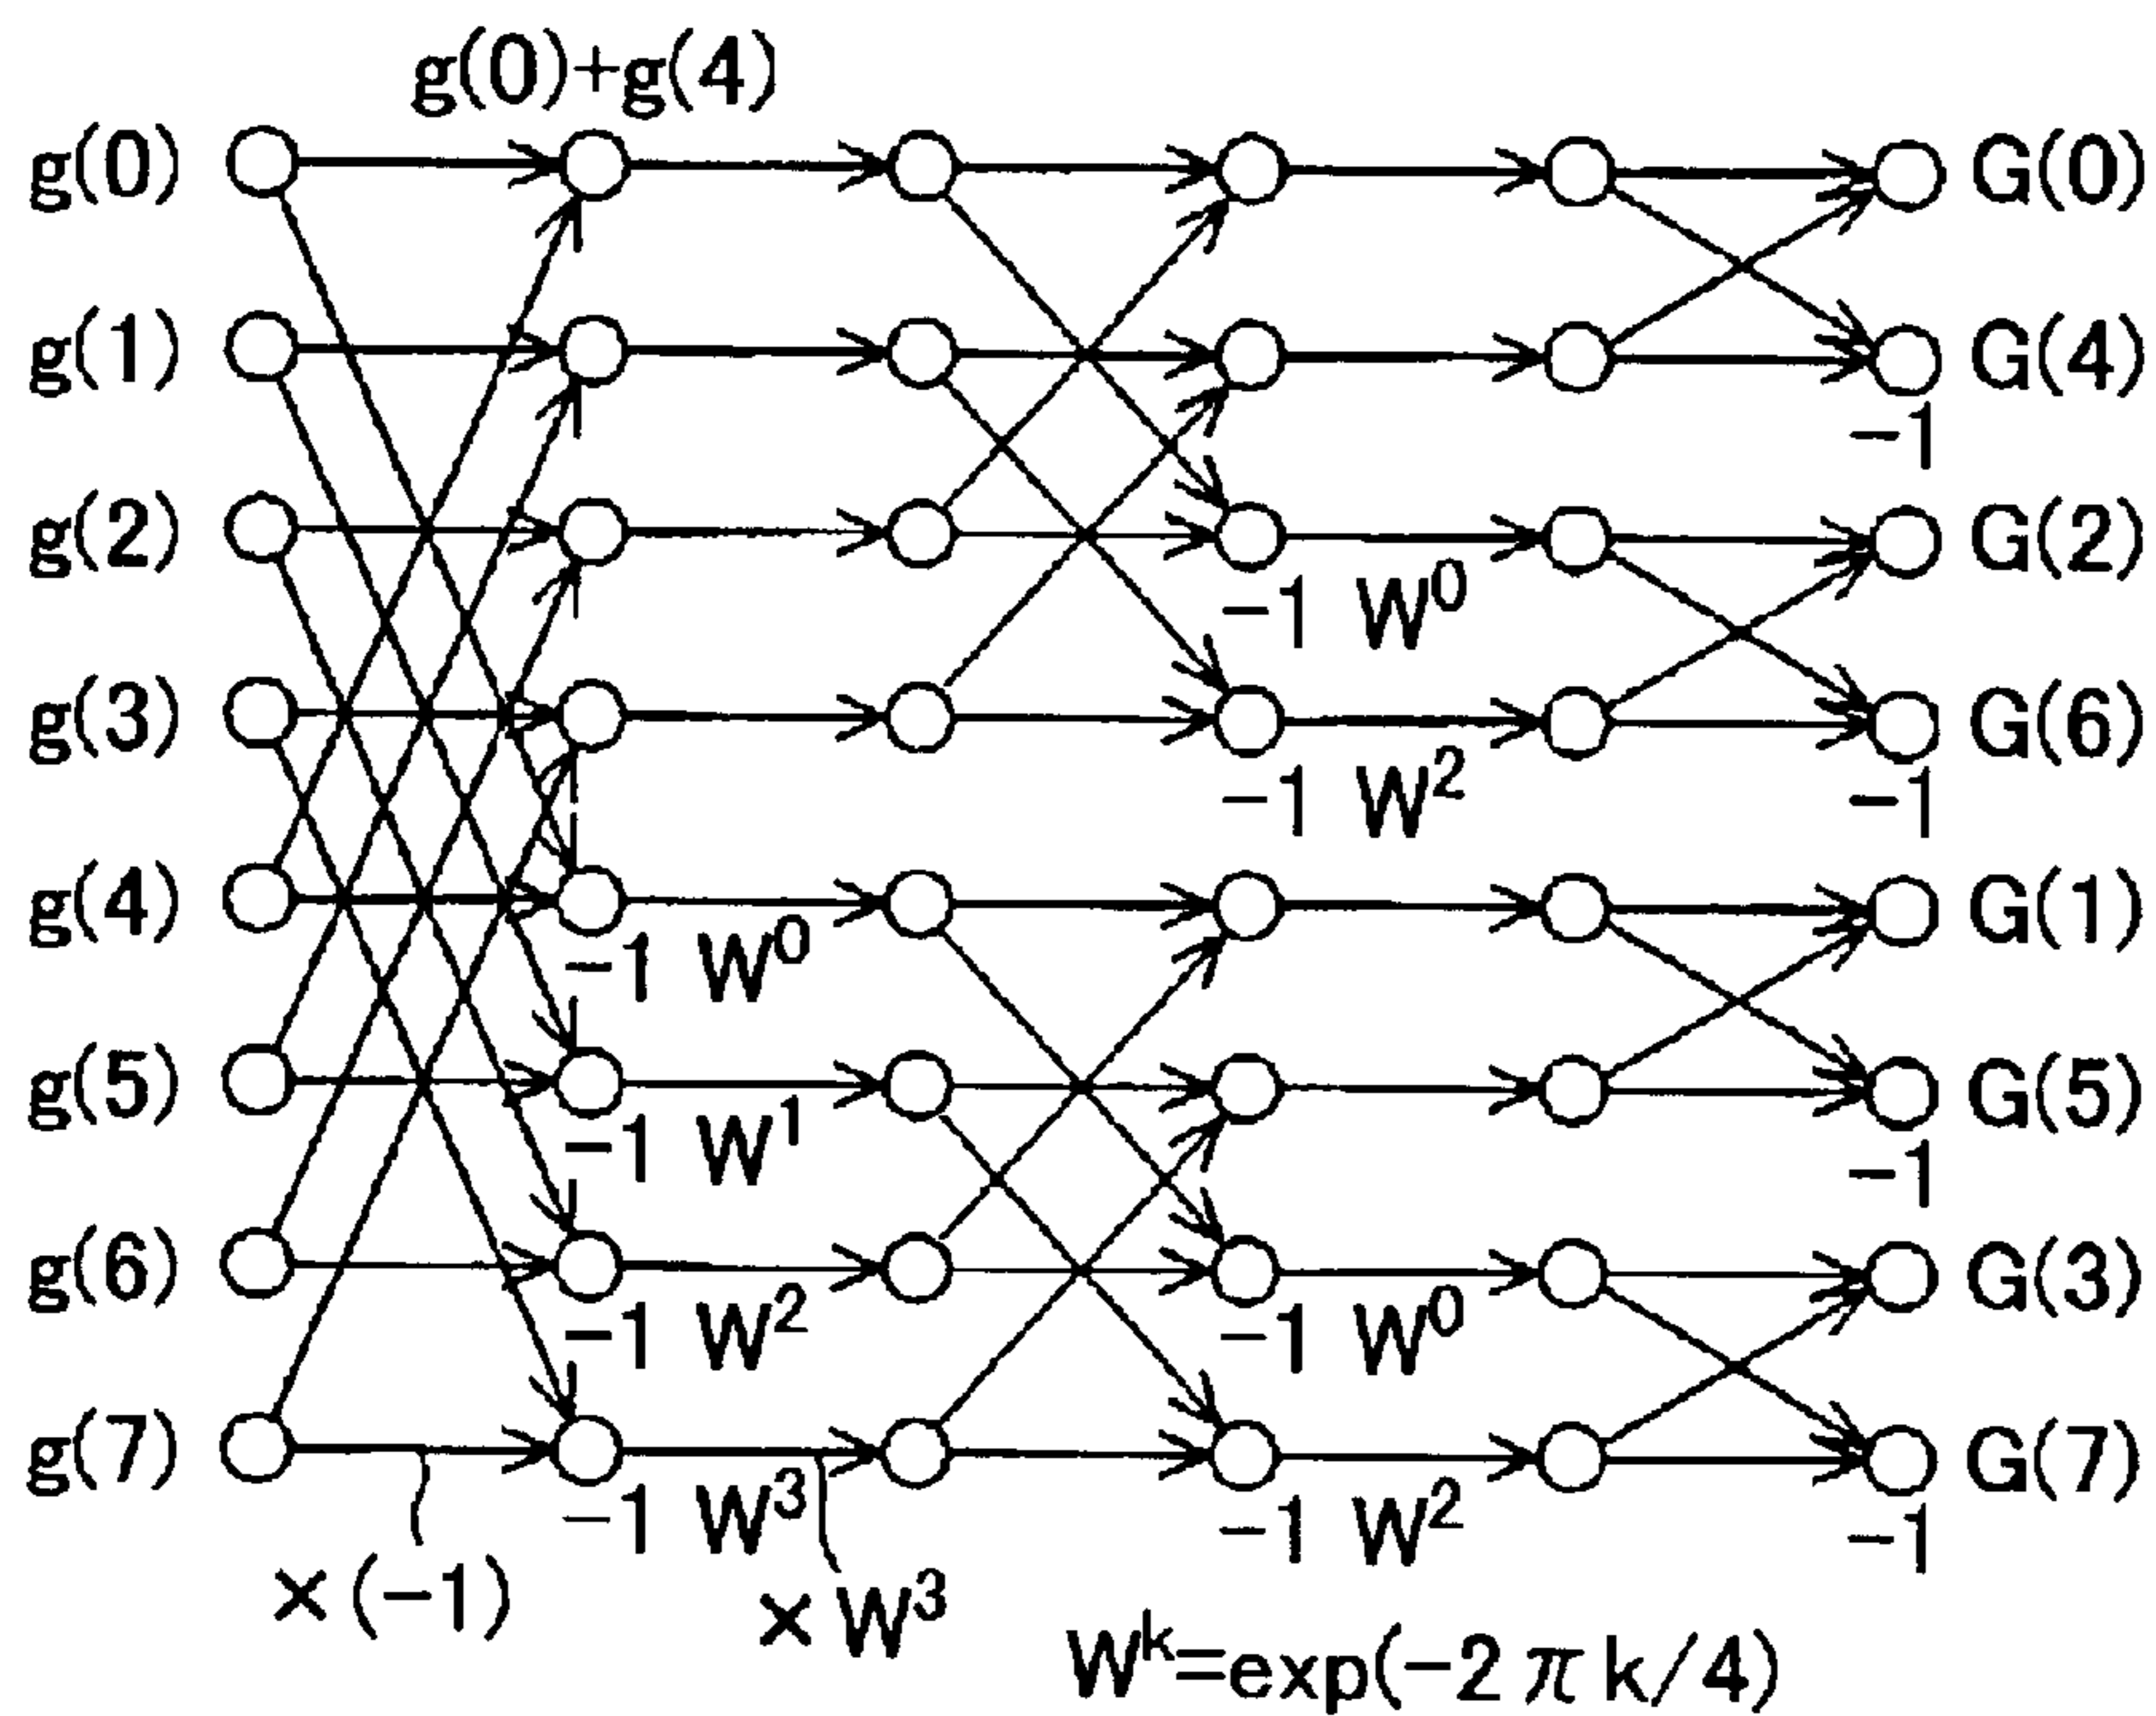 g(0)+g(4)
g(0) G(0)
g(1) G(4)
-1
g(2) G(2)
-1 W⁰
g(3) G(6)
-1 W² -1
g(4) G(1)
-1 W⁰
g(5) G(5)
-1 W¹ -1
g(6) G(3)
-1 W² -1 W⁰
g(7) G(7)
-1 W³ -1 W² -1
×(-1) ×W³
Wᵏ=exp(-2πk/4)